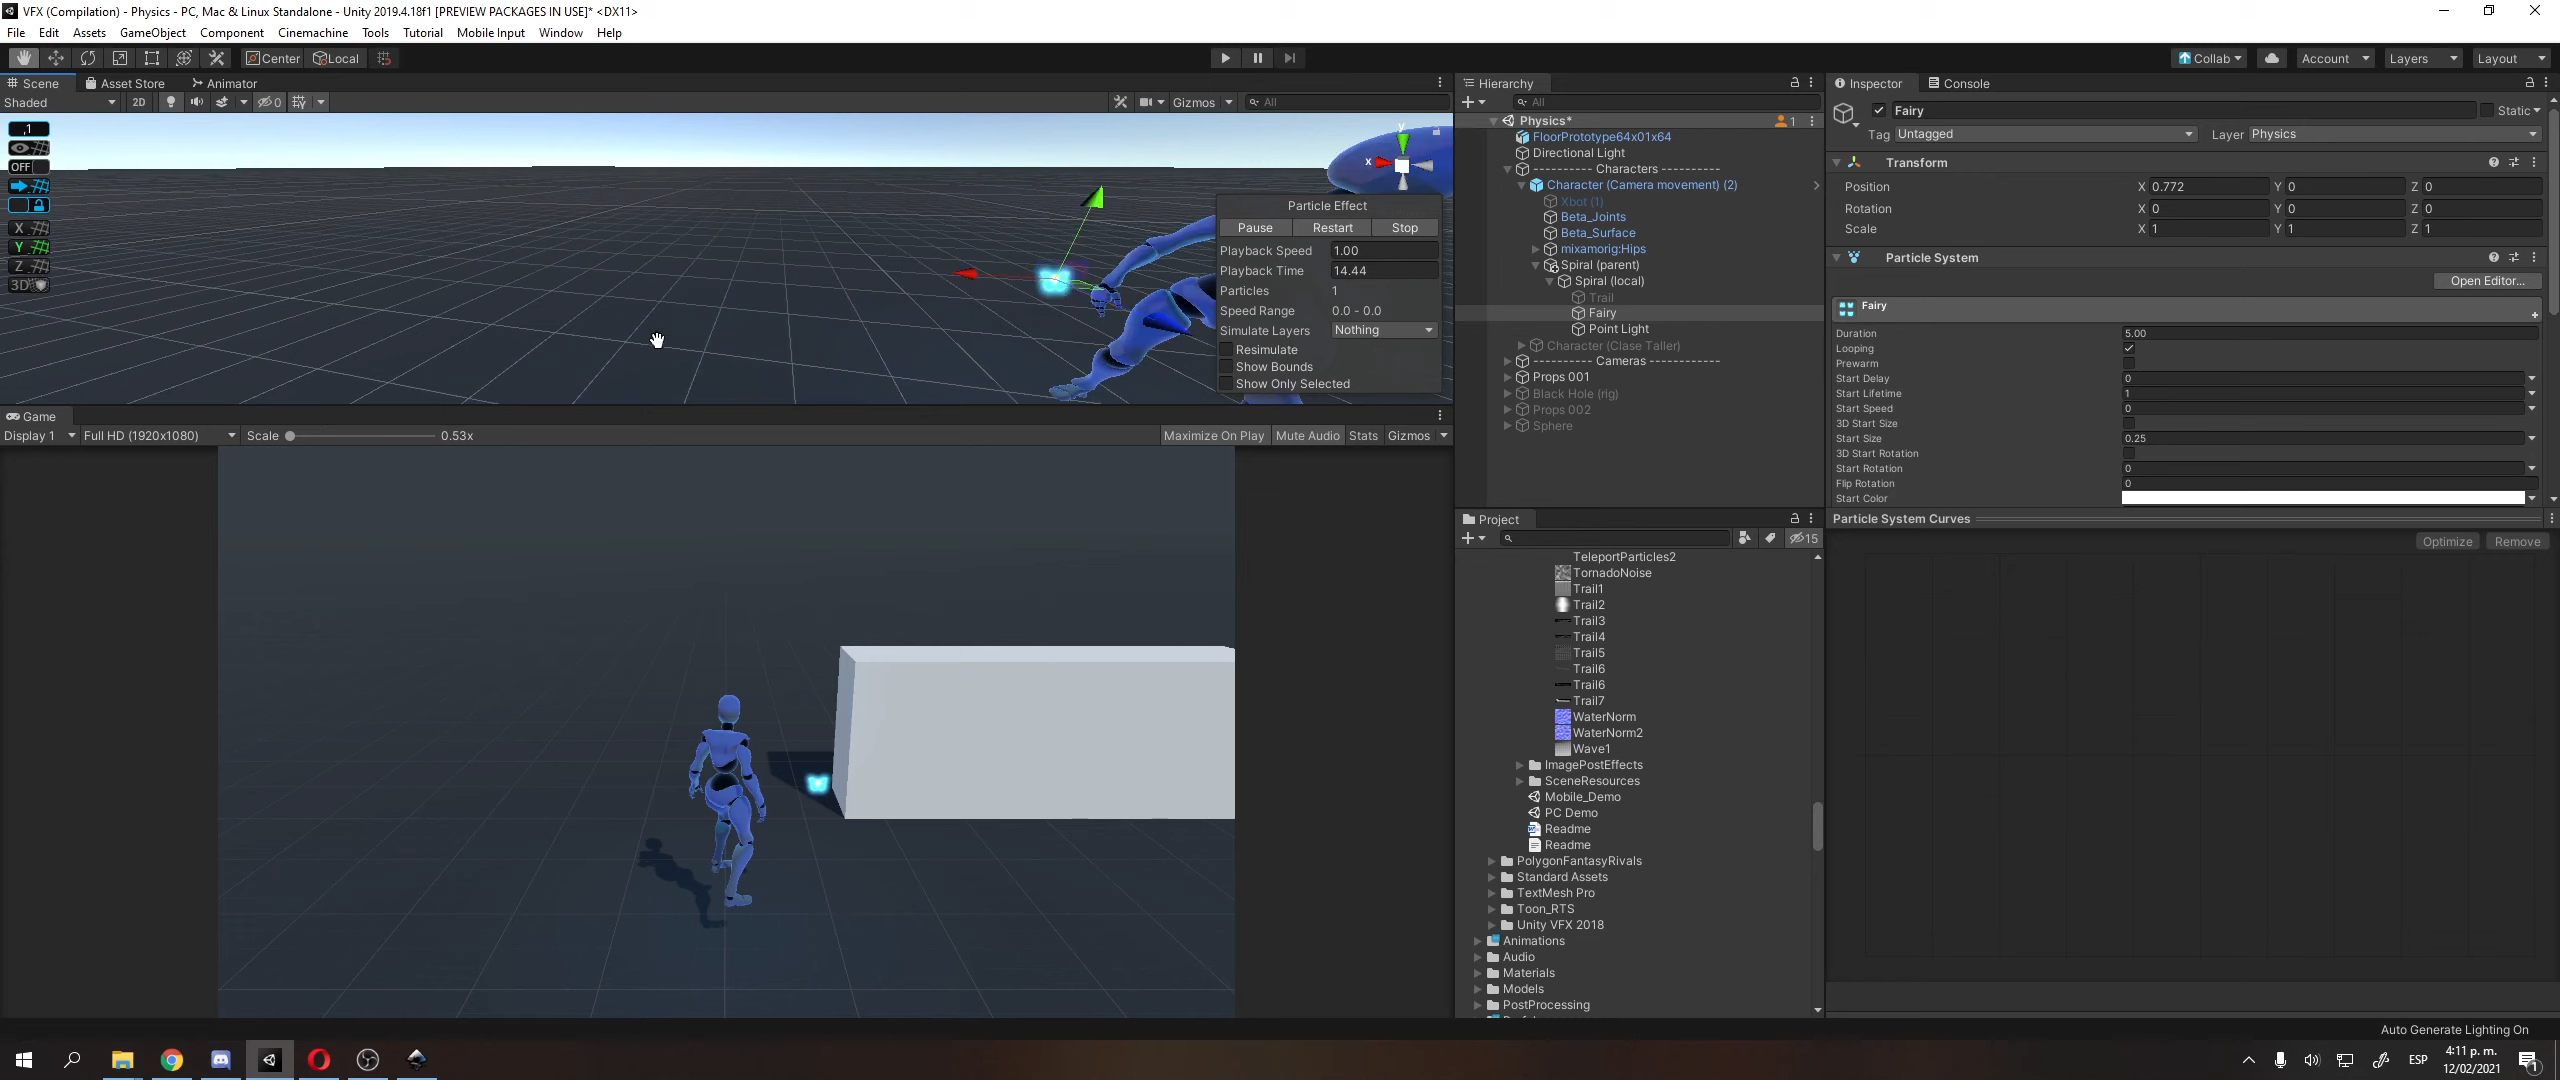 VFX (Compilation) - Physics - PC, Mac & Linux Standalone - Unity 2019.4.18f1 [PREVIEW PACKAGES IN USE]* <DX11>
File Edit Assets GameObject Component Cinemachine Tools Tutorial Mobile Input Window Help
Center Local Collab Account Layers Layout
Scene Asset Store Animator
Shaded 2D 0 Gizmos All
,1
OFF
X
Y
Z
3D
y
x
Particle Effect
Pause Restart Stop
Playback Speed 1.00
Playback Time 14.44
Particles 1
Speed Range 0.0 - 0.0
Simulate Layers Nothing
Resimulate
Show Bounds
Show Only Selected
Game
Display 1 Full HD (1920x1080) Scale 0.53x Maximize On Play Mute Audio Stats Gizmos
Hierarchy
All
Physics* 1
FloorPrototype64x01x64
Directional Light
---------- Characters ----------
Character (Camera movement) (2)
Xbot (1)
Beta_Joints
Beta_Surface
mixamorig:Hips
Spiral (parent)
Spiral (local)
Trail
Fairy
Point Light
Character (Clase Taller)
---------- Cameras -----------
Props 001
Black Hole (rig)
Props 002
Sphere
Project
15
TeleportParticles2
TornadoNoise
Trail1
Trail2
Trail3
Trail4
Trail5
Trail6
Trail6
Trail7
WaterNorm
WaterNorm2
Wave1
ImagePostEffects
SceneResources
Mobile_Demo
PC Demo
Readme
Readme
PolygonFantasyRivals
Standard Assets
TextMesh Pro
Toon_RTS
Unity VFX 2018
Animations
Audio
Materials
Models
PostProcessing
Inspector Console
Fairy Static
Tag Untagged Layer Physics
Transform
Position X 0.772 Y 0 Z 0
Rotation X 0 Y 0 Z 0
Scale X 1 Y 1 Z 1
Particle System
Open Editor...
Fairy
Duration 5.00
Looping
Prewarm
Start Delay 0
Start Lifetime 1
Start Speed 0
3D Start Size
Start Size 0.25
3D Start Rotation
Start Rotation 0
Flip Rotation 0
Start Color
Particle System Curves
Optimize Remove
Auto Generate Lighting On
ESP
4:11 p. m.
12/02/2021
1